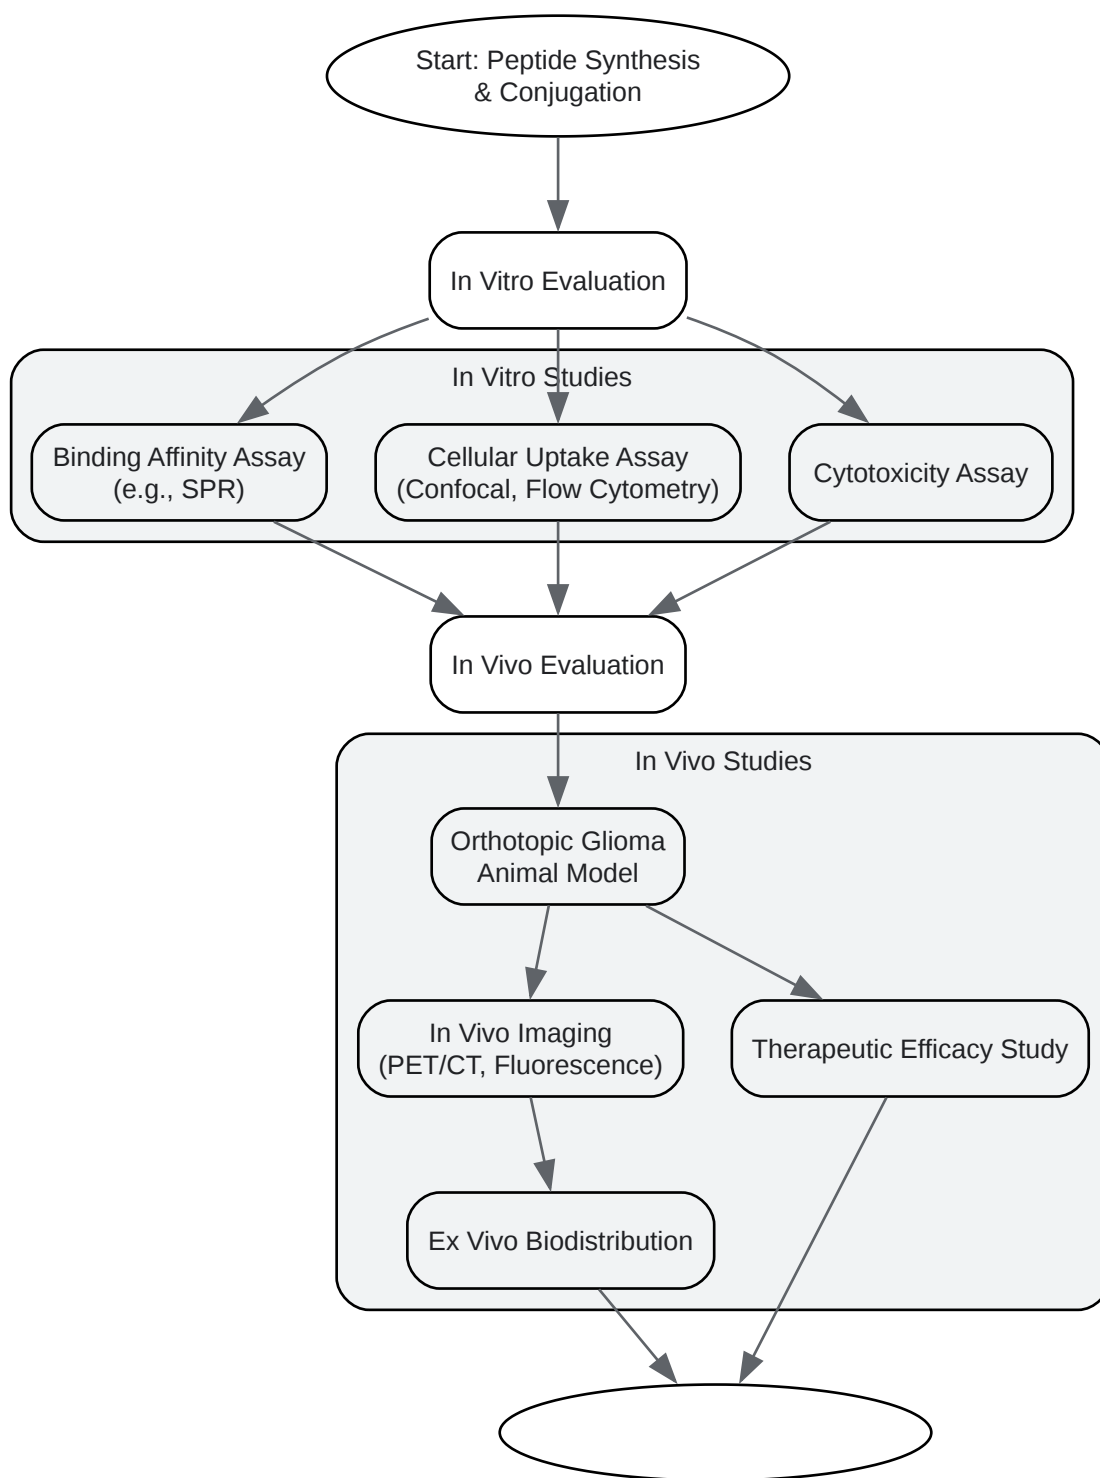 Start: Peptide Synthesis
& Conjugation
In Vitro Evaluation
In Vitro Studies
Binding Affinity Assay
(e.g., SPR)
Cellular Uptake Assay
(Confocal, Flow Cytometry)
Cytotoxicity Assay
In Vivo Evaluation
In Vivo Studies
Orthotopic Glioma
Animal Model
In Vivo Imaging
(PET/CT, Fluorescence)
Therapeutic Efficacy Study
Ex Vivo Biodistribution